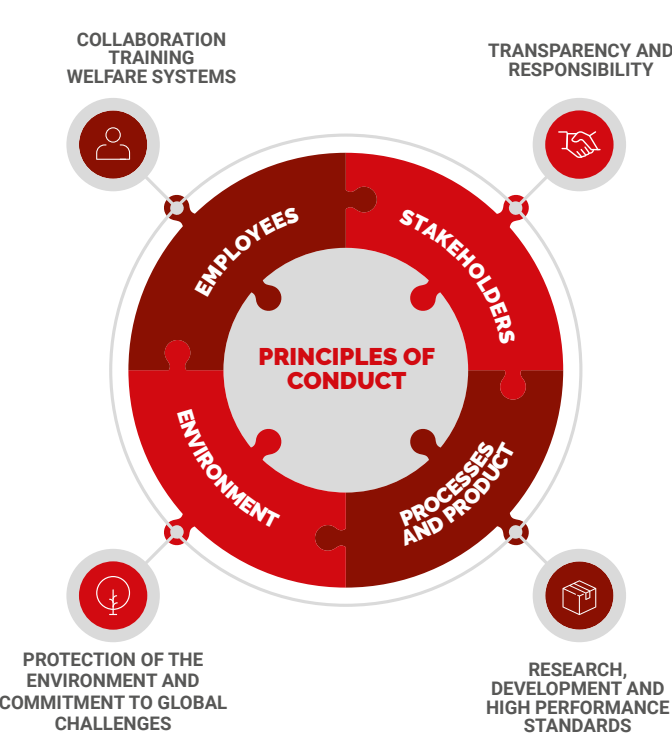 COLLABORATION
TRAINING
WELFARE SYSTEMS
TRANSPARENCY AND
RESPONSIBILITY
EMPLOYEES
STAKEHOLDERS
PRINCIPLES OF
CONDUCT
ENVIRONMENT
PROCESSES
AND PRODUCT
PROTECTION OF THE
ENVIRONMENT AND
COMMITMENT TO GLOBAL
CHALLENGES
RESEARCH,
DEVELOPMENT AND
HIGH PERFORMANCE
STANDARDS